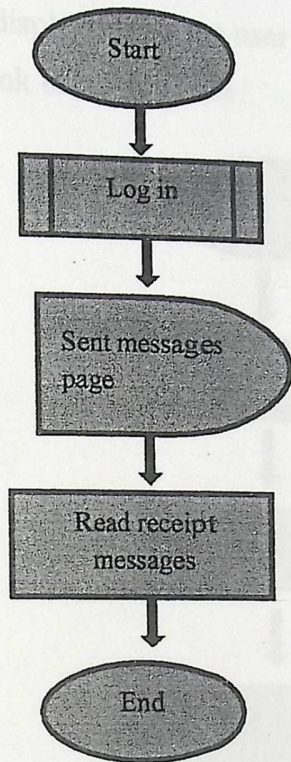 Start
Log in
Sent messages
page
Read receipt
messages
End